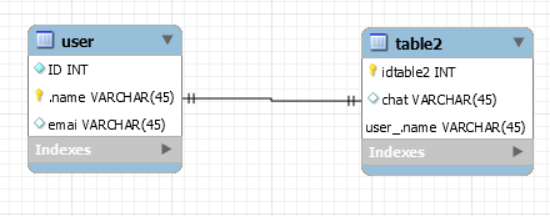 user
ID INT
.name VARCHAR(45)
emai VARCHAR(45)
Indexes
table2
idtable2 INT
chat VARCHAR(45)
user_.name VARCHAR(45)
Indexes